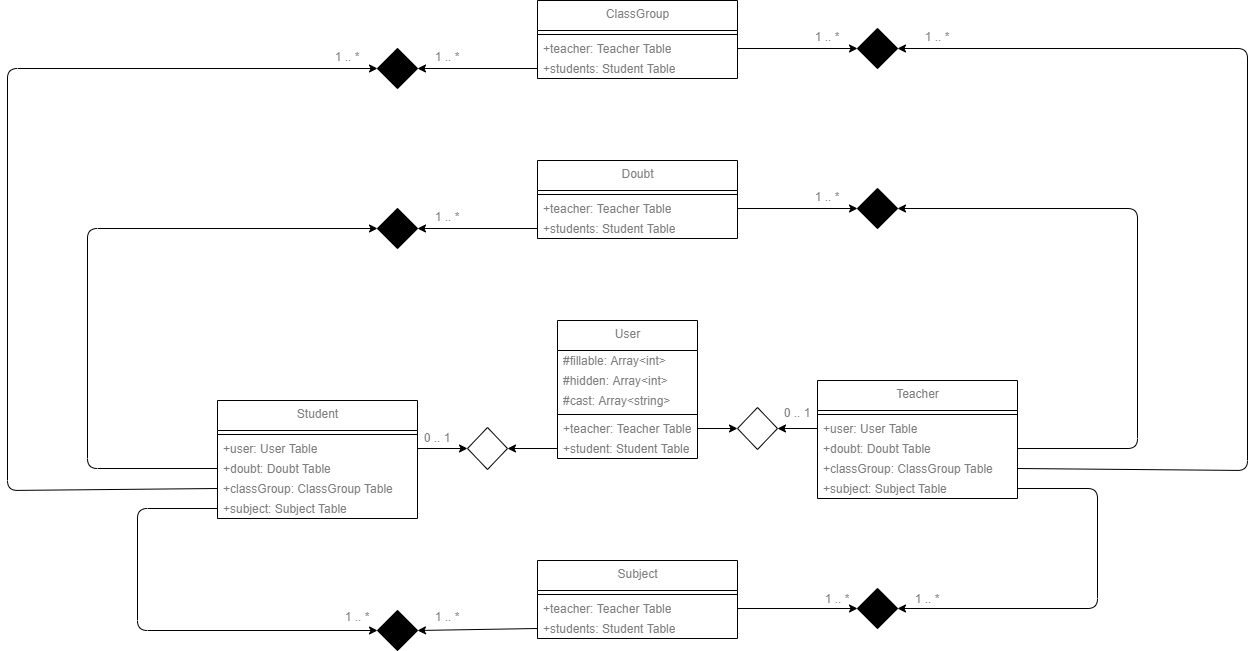 ClassGroup
1 .. *
1 .. *
1 .. *
1 .. *
+teacher: Teacher Table
+students: Student Table
Doubt
1 .. *
1 .. *
+teacher: Teacher Table
+students: Student Table
User
#fillable: Array<int>
#hidden: Array<int>
#cast: Array<string>
+teacher: Teacher Table
+student: Student Table
Student
0 .. 1
+user: User Table
+doubt: Doubt Table
+classGroup: ClassGroup Table
+subject: Subject Table
Teacher
0 .. 1
+user: User Table
+doubt: Doubt Table
+classGroup: ClassGroup Table
+subject: Subject Table
Subject
1 .. *
1 .. *
1 .. *
1 .. *
+teacher: Teacher Table
+students: Student Table